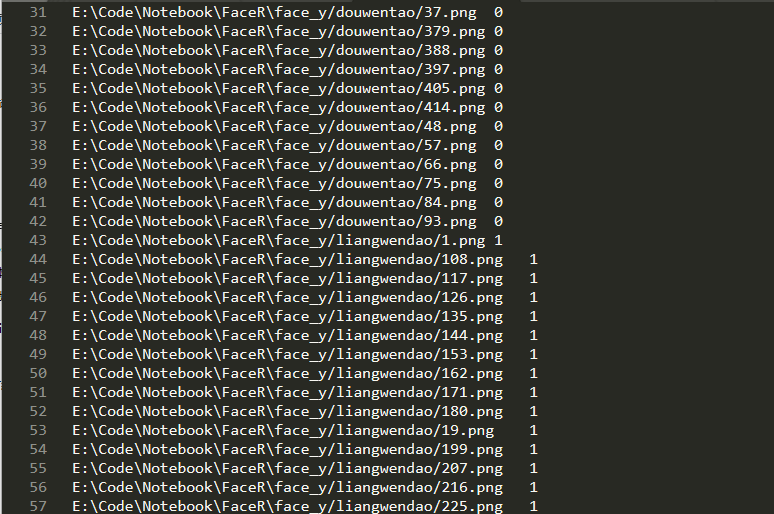 31 E:\Code\Notebook\FaceR\face_y/douwentao/37.png 0
32 E:\Code\Notebook\FaceR\face_y/douwentao/379.png 0
33 E:\Code\Notebook\FaceR\face_y/douwentao/388.png 0
34 E:\Code\Notebook\FaceR\face_y/douwentao/397.png 0
35 E:\Code\Notebook\FaceR\face_y/douwentao/405.png 0
36 E:\Code\Notebook\FaceR\face_y/douwentao/414.png 0
37 E:\Code\Notebook\FaceR\face_y/douwentao/48.png 0
38 E:\Code\Notebook\FaceR\face_y/douwentao/57.png 0
39 E:\Code\Notebook\FaceR\face_y/douwentao/66.png 0
40 E:\Code\Notebook\FaceR\face_y/douwentao/75.png 0
41 E:\Code\Notebook\FaceR\face_y/douwentao/84.png 0
42 E:\Code\Notebook\FaceR\face_y/douwentao/93.png 0
43 E:\Code\Notebook\FaceR\face_y/liangwendao/1.png 1
44 E:\Code\Notebook\FaceR\face_y/liangwendao/108.png 1
45 E:\Code\Notebook\FaceR\face_y/liangwendao/117.png 1
46 E:\Code\Notebook\FaceR\face_y/liangwendao/126.png 1
47 E:\Code\Notebook\FaceR\face_y/liangwendao/135.png 1
48 E:\Code\Notebook\FaceR\face_y/liangwendao/144.png 1
49 E:\Code\Notebook\FaceR\face_y/liangwendao/153.png 1
50 E:\Code\Notebook\FaceR\face_y/liangwendao/162.png 1
51 E:\Code\Notebook\FaceR\face_y/liangwendao/171.png 1
52 E:\Code\Notebook\FaceR\face_y/liangwendao/180.png 1
53 E:\Code\Notebook\FaceR\face_y/liangwendao/19.png 1
54 E:\Code\Notebook\FaceR\face_y/liangwendao/199.png 1
55 E:\Code\Notebook\FaceR\face_y/liangwendao/207.png 1
56 E:\Code\Notebook\FaceR\face_y/liangwendao/216.png 1
57 E:\Code\Notebook\FaceR\face_y/liangwendao/225.png 1